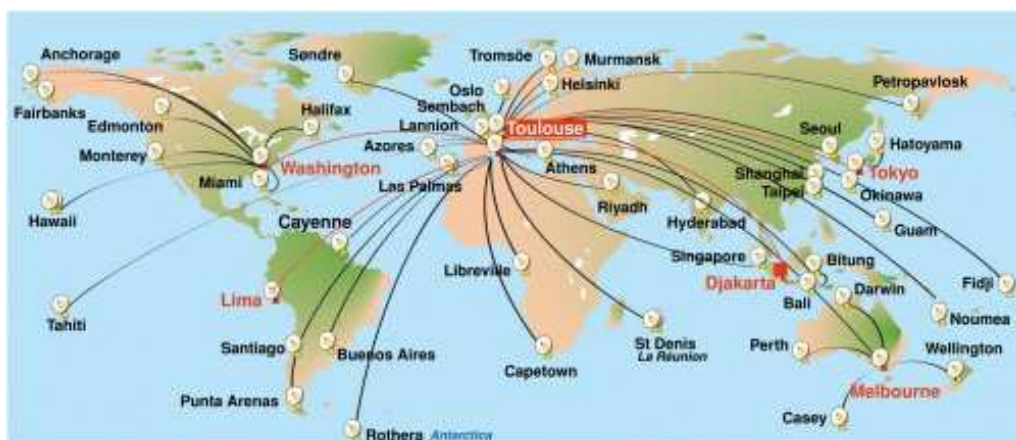 Anchorage
Søndre
Tromsöe
Murmansk
Oslo
Helsinki
Petropavlosk
Fairbanks
Halifax
Sembach
Edmonton
Lannion
Toulouse
Seoul
Hatoyama
Monterey
Azores
Washington
Athens
Shanghai
Tokyo
Miami
Las Palmas
Taipei
Okinawa
Hawaii
Riyadh
Cayenne
Hyderabad
Guam
Singapore
Bitung
Libreville
Djakarta
Darwin
Fidji
Lima
Bali
Tahiti
Noumea
Santiago
Buenos Aires
St Denis
La Réunion
Perth
Wellington
Capetown
Melbourne
Punta Arenas
Casey
Rothera Antarctica